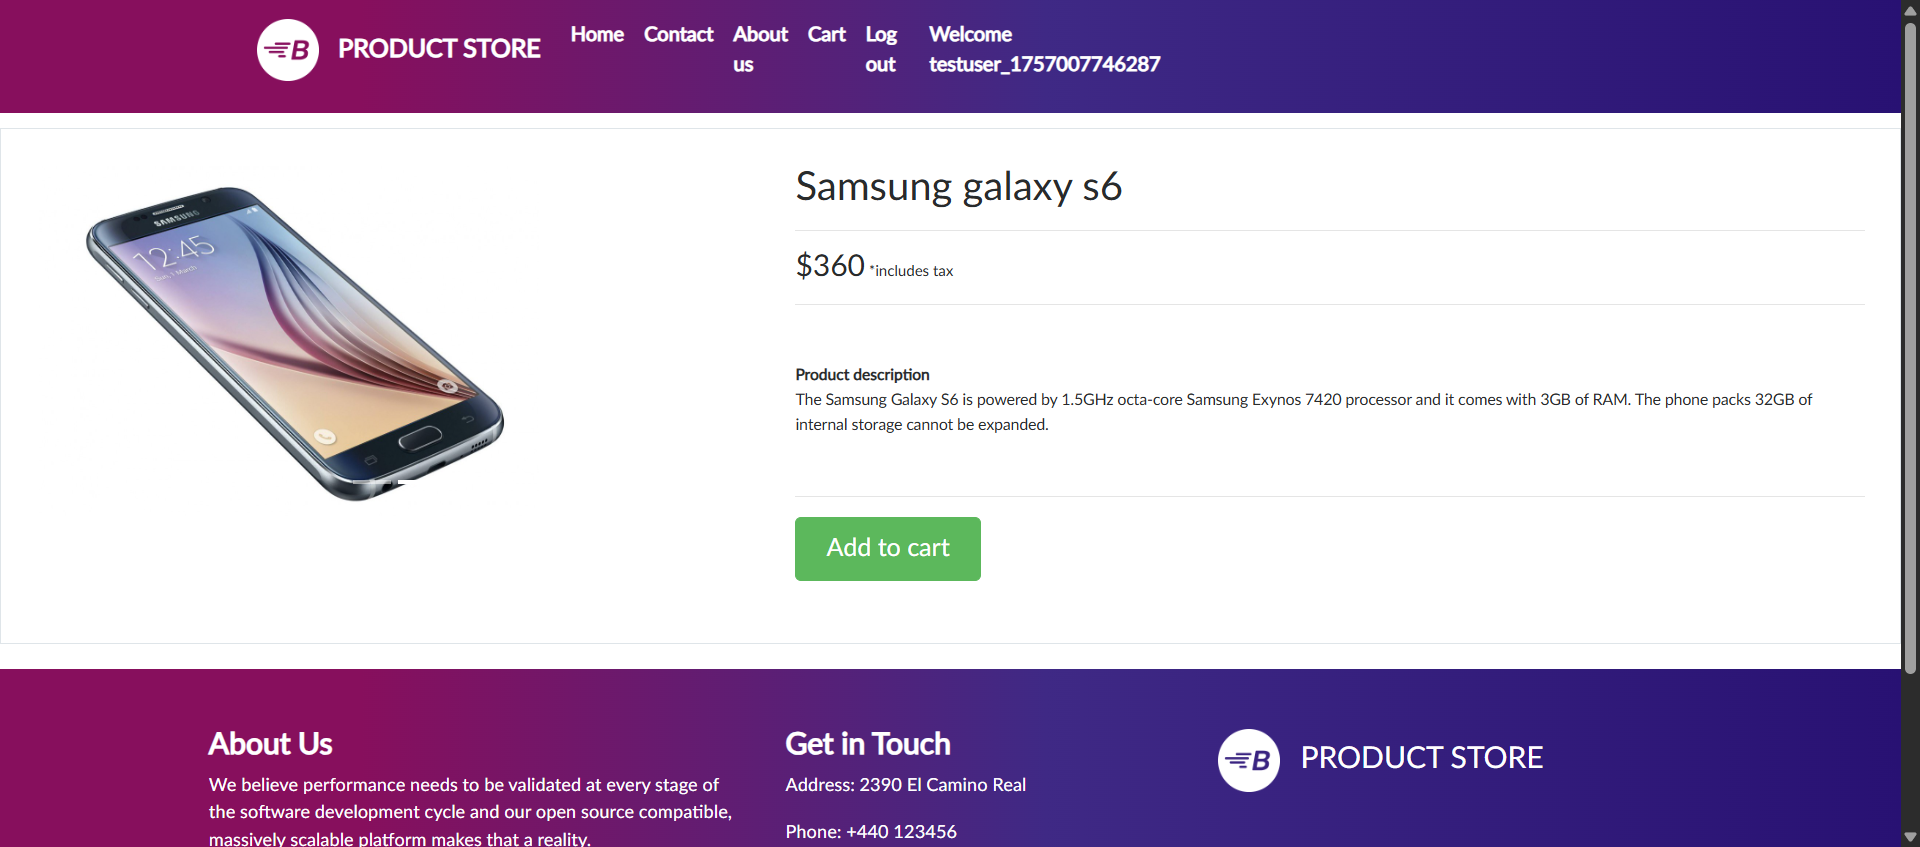 B PRODUCT STORE
Home
Contact
About us
Cart
Log out
Welcome testuser_1757007746287
SAMSUNG
12:45
Sun, 1 March
Samsung galaxy s6
$360 *includes tax
Product description
The Samsung Galaxy S6 is powered by 1.5GHz octa-core Samsung Exynos 7420 processor and it comes with 3GB of RAM. The phone packs 32GB of
internal storage cannot be expanded.
Add to cart
About Us
We believe performance needs to be validated at every stage of
the software development cycle and our open source compatible,
massively scalable platform makes that a reality.
Get in Touch
Address: 2390 El Camino Real
Phone: +440 123456
B PRODUCT STORE